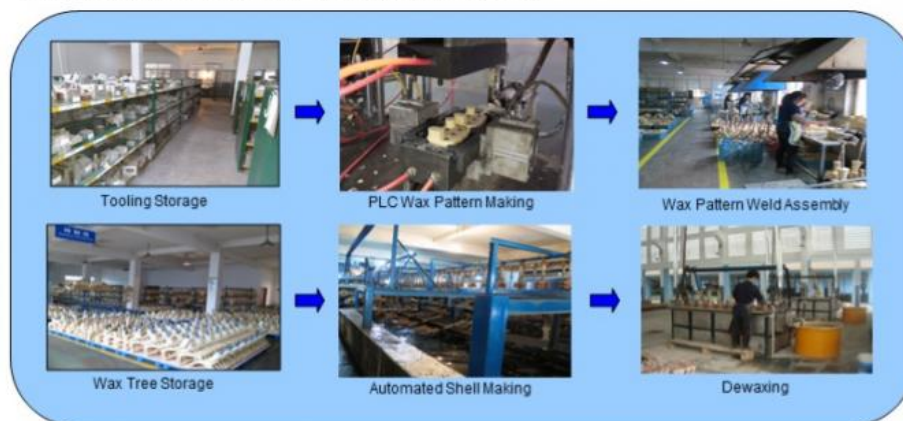 Tooling Storage
PLC Wax Pattern Making
Wax Pattern Weld Assembly
Wax Tree Storage
Automated Shell Making
Dewaxing